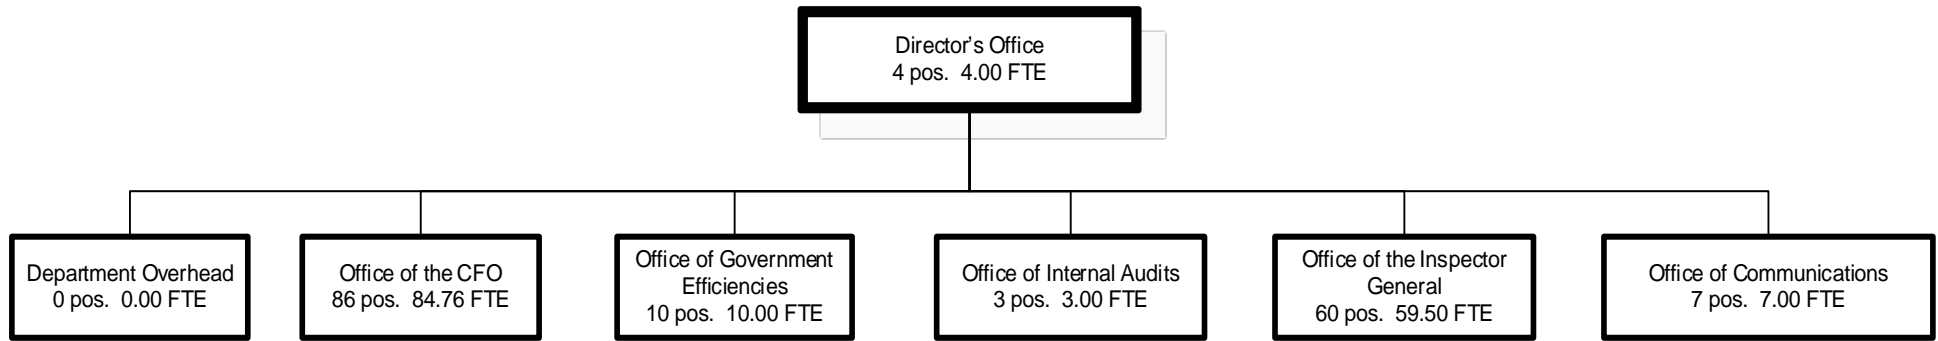 Director's Office
4 pos.  4.00 FTE
Department Overhead
0 pos.  0.00 FTE
Office of the CFO
86 pos.  84.76 FTE
Office of Government
Efficiencies
10 pos.  10.00 FTE
Office of Internal Audits
3 pos.  3.00 FTE
Office of the Inspector
General
60 pos.  59.50 FTE
Office of Communications
7 pos.  7.00 FTE